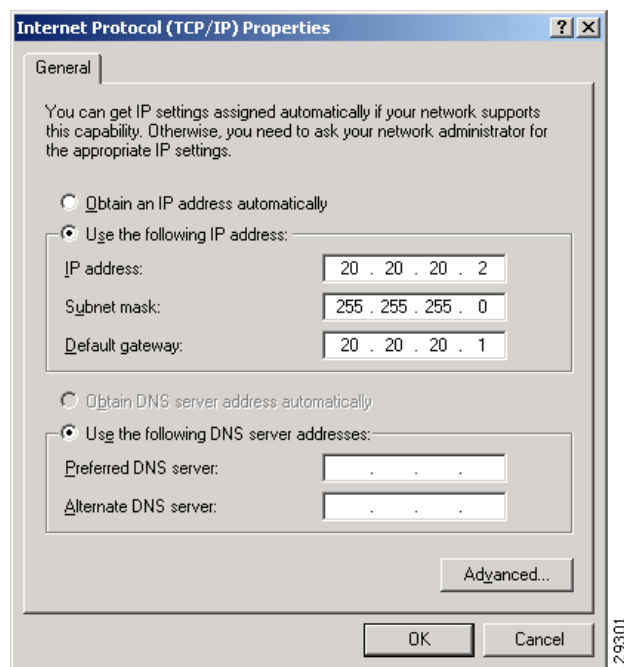 Internet Protocol (TCP/IP) Properties
General
You can get IP settings assigned automatically if your network supports
this capability. Otherwise, you need to ask your network administrator for
the appropriate IP settings.
Obtain an IP address automatically
Use the following IP address:
IP address: 20 . 20 . 20 . 2
Subnet mask: 255 . 255 . 255 . 0
Default gateway: 20 . 20 . 20 . 1
Obtain DNS server address automatically
Use the following DNS server addresses:
Preferred DNS server: . . .
Alternate DNS server: . . .
Advanced...
OK Cancel
29301